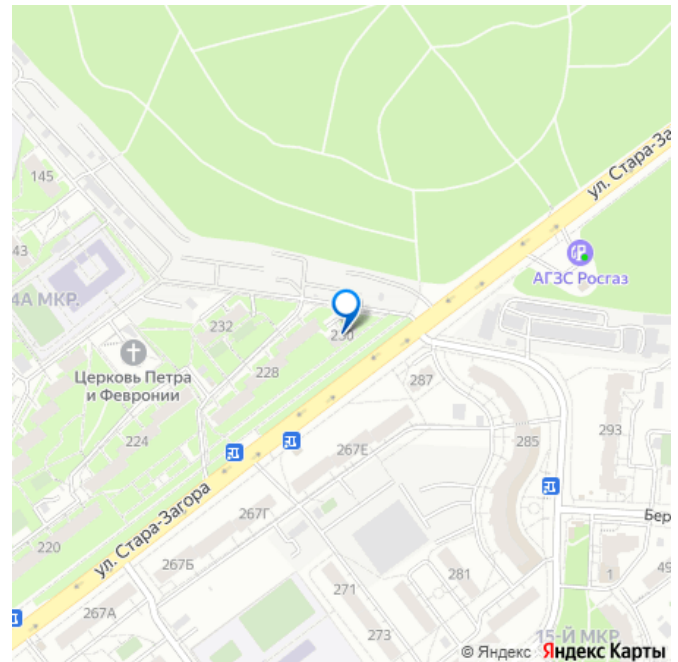 ул. Стара-За
145
АГЗС Росгаз
43
4А МКР.
232
230
Церковь Петра
и Февронии
228
287
224
267Е
285
293
ул. Стара-Загора
267Г
Бер
220
267Б
271
281
49
1
267А
273
15-Й МКР.
© Яндекс Яндекс Карты